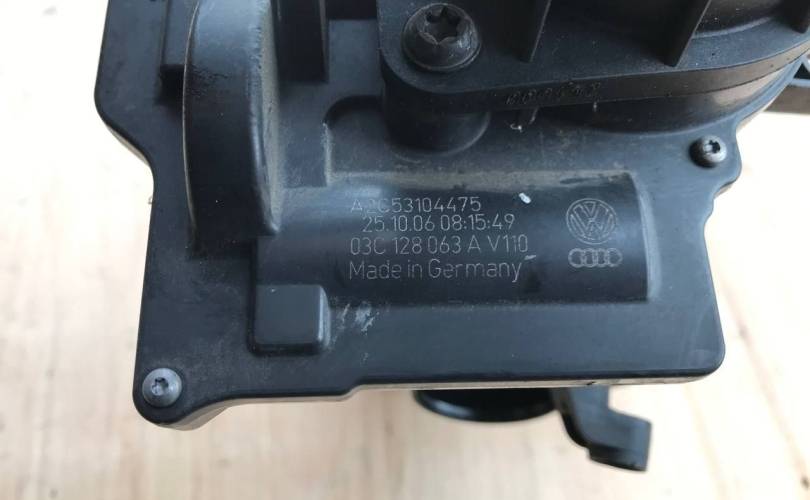 A2C53104475
25.10.06 08:15:49
03C 128 063 A V110
Made in Germany